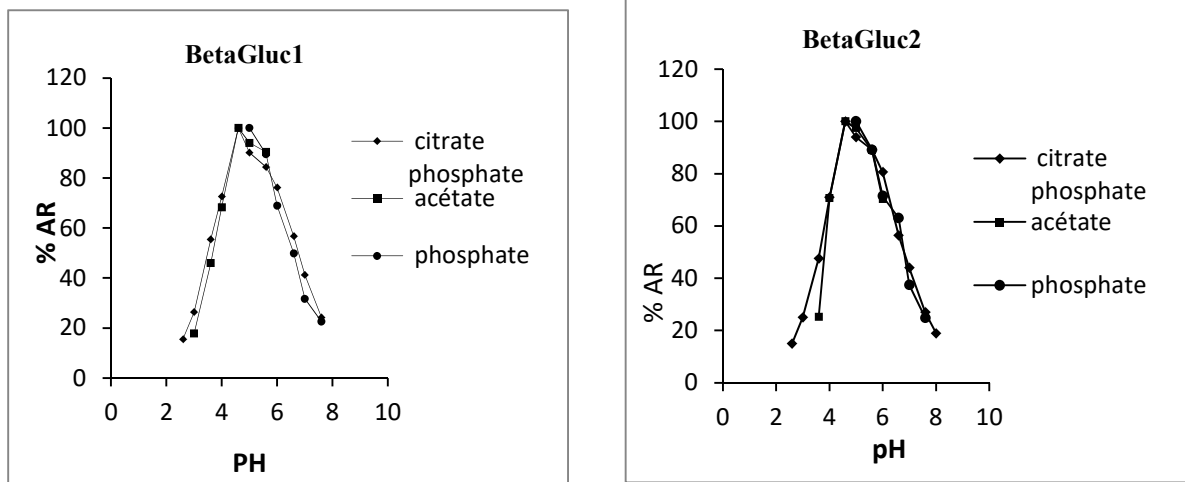 BetaGluc1
120
100
80
60
40
20
0
% AR
0 2 4 6 8 10
PH
citrate
phosphate
acétate
phosphate
BetaGluc2
120
100
80
60
40
20
0
% AR
0 2 4 6 8 10
pH
citrate
phosphate
acétate
phosphate